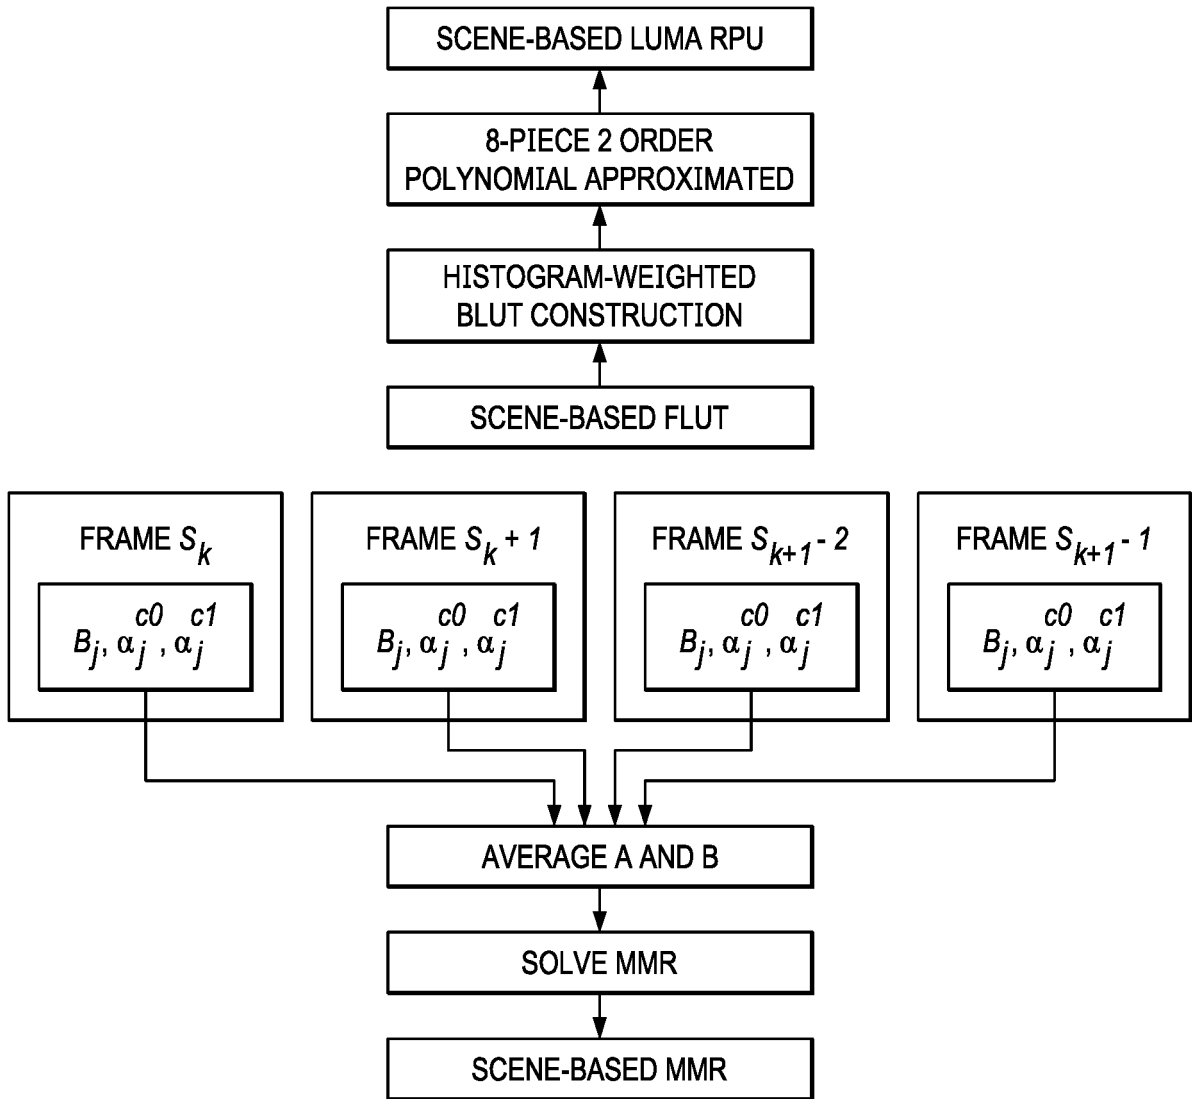 SCENE-BASED LUMA RPU
8-PIECE 2 ORDER
POLYNOMIAL APPROXIMATED
HISTOGRAM-WEIGHTED
BLUT CONSTRUCTION
SCENE-BASED FLUT
FRAME S_k
B_j, α_j^c0, α_j^c1
FRAME S_k + 1
B_j, α_j^c0, α_j^c1
FRAME S_k+1 - 2
B_j, α_j^c0, α_j^c1
FRAME S_k+1 - 1
B_j, α_j^c0, α_j^c1
AVERAGE A AND B
SOLVE MMR
SCENE-BASED MMR